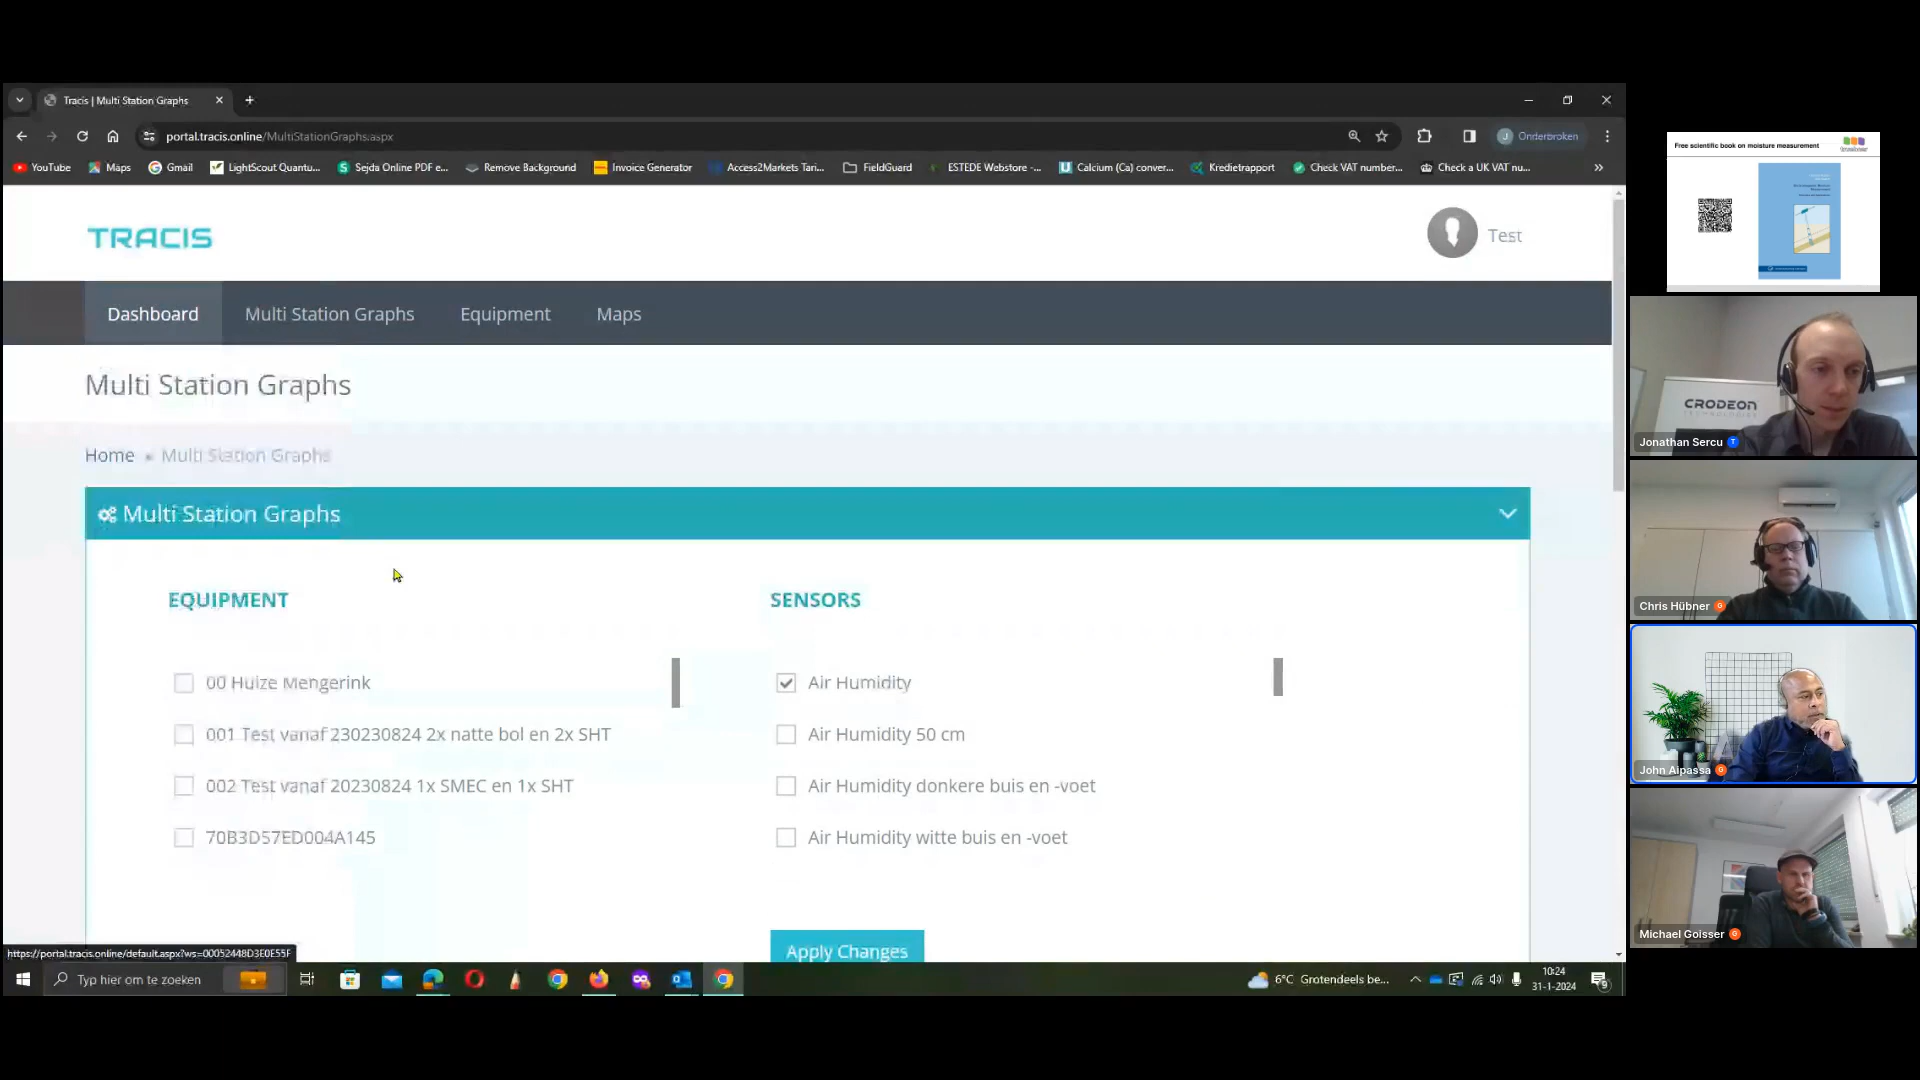 Tracis | Multi Station Graphs
portal.tracis.online/MultiStationGraphs.aspx
Onderbroken
YouTube
Maps
Gmail
LightScout Quantu...
Sejda Online PDF e...
Remove Background
Invoice Generator
Access2Markets Tari...
FieldGuard
ESTEDE Webstore -...
Calcium (Ca) conver...
Kredietrapport
Check VAT number...
Check a UK VAT nu...
TRACIS
Test
Dashboard
Multi Station Graphs
Equipment
Maps
Multi Station Graphs
Home
Multi Station Graphs
Multi Station Graphs
EQUIPMENT
00 Huize Mengerink
001 Test vanaf 230230824 2x natte bol en 2x SHT
002 Test vanaf 20230824 1x SMEC en 1x SHT
70B3D57ED004A145
SENSORS
Air Humidity
Air Humidity 50 cm
Air Humidity donkere buis en -voet
Air Humidity witte buis en -voet
Apply Changes
https://portal.tracis.online/default.aspx?ws=00052448D3E0E55F
Typ hier om te zoeken
6°C Grotendeels be...
10:24
31-1-2024
Free scientific book on moisture measurement
CRODEON
TECHNOLOGIES
Jonathan Sercu
Chris Hübner
John Aipassa
Michael Goisser